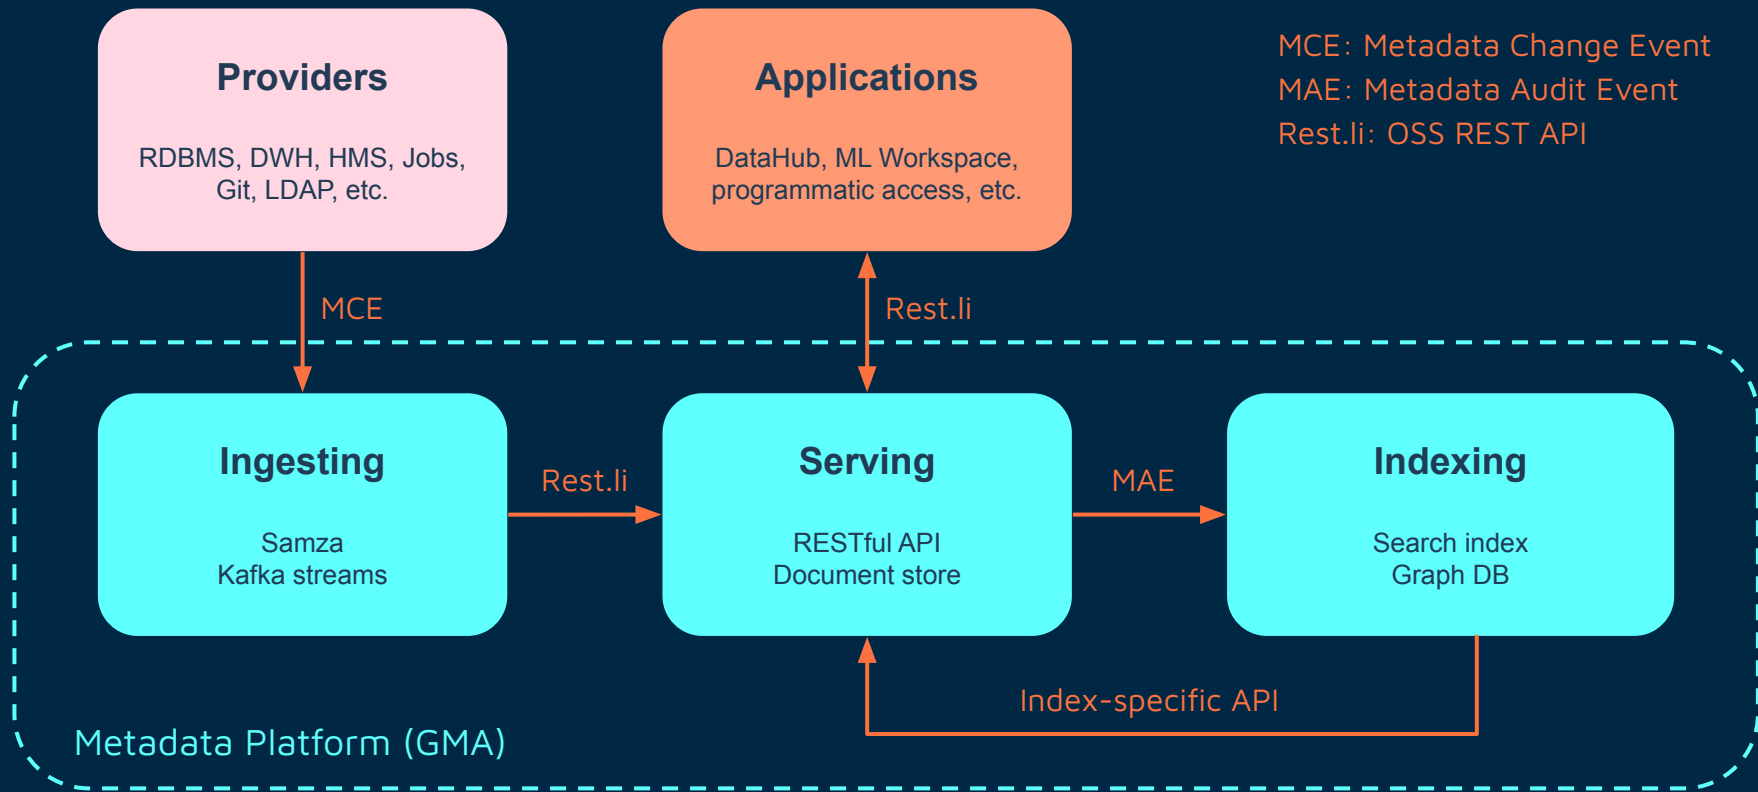 Providers
RDBMS, DWH, HMS, Jobs,
Git, LDAP, etc.
Applications
DataHub, ML Workspace,
programmatic access, etc.
MCE: Metadata Change Event
MAE: Metadata Audit Event
Rest.li: OSS REST API
MCE
Rest.li
Ingesting
Samza
Kafka streams
Rest.li
Serving
RESTful API
Document store
MAE
Indexing
Search index
Graph DB
Index-specific API
Metadata Platform (GMA)